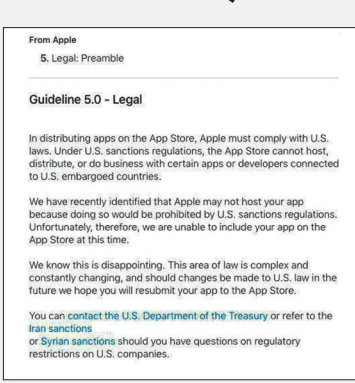 From Apple
5. Legal: Preamble
Guideline 5.0 - Legal
In distributing apps on the App Store, Apple must comply with U.S.
laws. Under U.S. sanctions regulations, the App Store cannot host,
distribute, or do business with certain apps or developers connected
to U.S. embargoed countries.
We have recently identified that Apple may not host your app
because doing so would be prohibited by U.S. sanctions regulations.
Unfortunately, therefore, we are unable to include your app on the
App Store at this time.
We know this is disappointing. This area of law is complex and
constantly changing, and should changes be made to U.S. law in the
future we hope you will resubmit your app to the App Store.
You can contact the U.S. Department of the Treasury or refer to the
Iran sanctions
or Syrian sanctions should you have questions on regulatory
restrictions on U.S. companies.